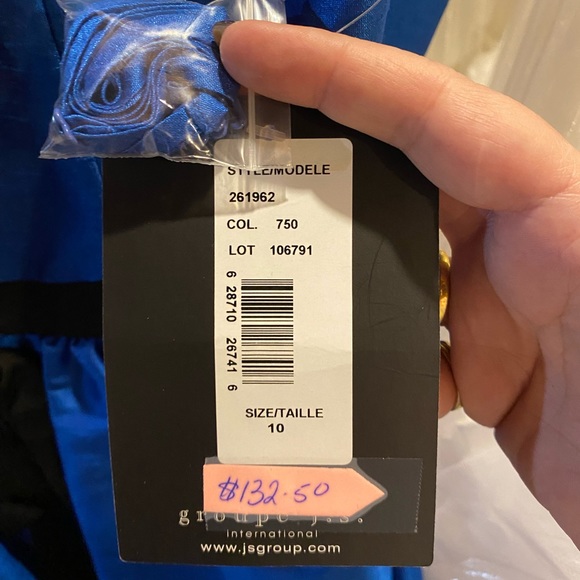 STYLE/MODELE
261962
COL. 750
LOT 106791
6 28710 26741 6
SIZE/TAILLE
10
$132.50
groupe j.s.
international
www.jsgroup.com